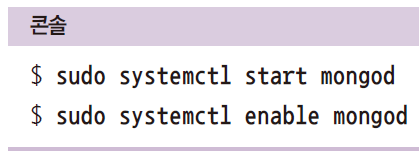 콘솔
$ sudo systemctl start mongod
$ sudo systemctl enable mongod